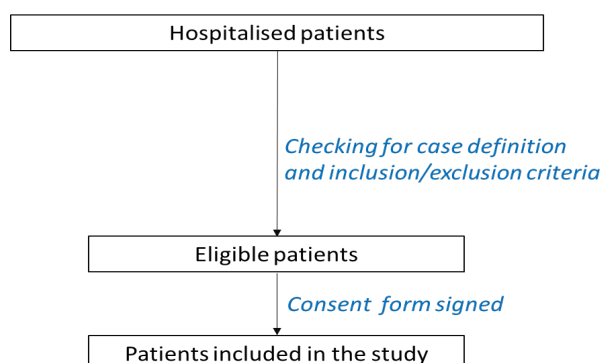 Hospitalised patients
Checking for case definition
and inclusion/exclusion criteria
Eligible patients
Consent form signed
Patients included in the study